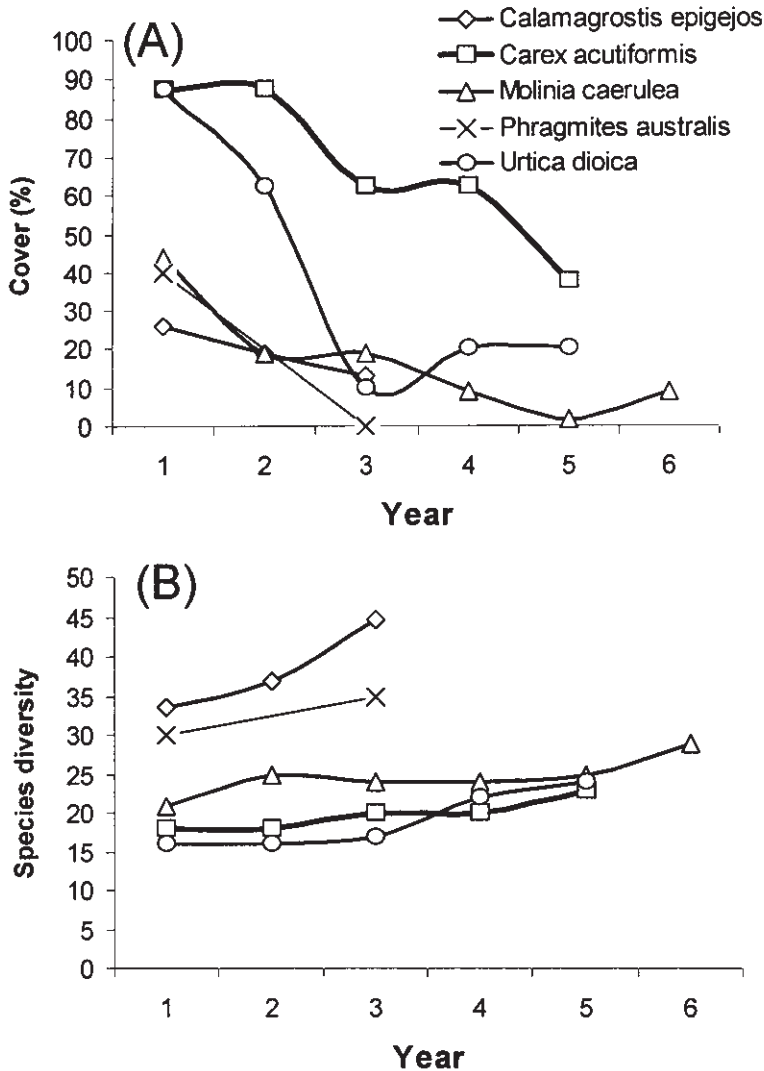 (A)
Calamagrostis epigejos
Carex acutiformis
Molinia caerulea
Phragmites australis
Urtica dioica
Cover (%)
100
90
80
70
60
50
40
30
20
10
0
1 2 3 4 5 6
Year
(B)
Species diversity
50
45
40
35
30
25
20
15
10
5
0
1 2 3 4 5 6
Year